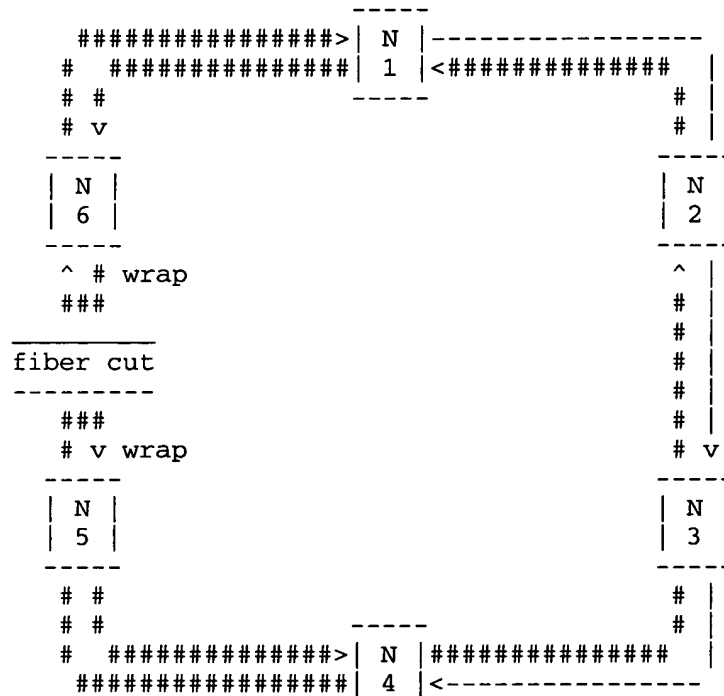 -----
      ################>| N |-----------------
     #  ###############| 1 |<##############  |
     # #               -----               # |
     # v                                   # |
    -----                                 -----
    | N |                                 | N
    | 6 |                                 | 2
    -----                                 -----
     ^ # wrap                              ^ |
     ###                                   # |
                                           # |
fiber cut                                  # |
---------                                  # |
     ###                                   # |
     # v wrap                              # v
    -----                                 -----
    | N |                                 | N
    | 5 |                                 | 3
    -----                                 -----
     # #                                   # |
     # #               -----               # |
     #  ##############>| N |###############  |
      #################| 4 |<----------------